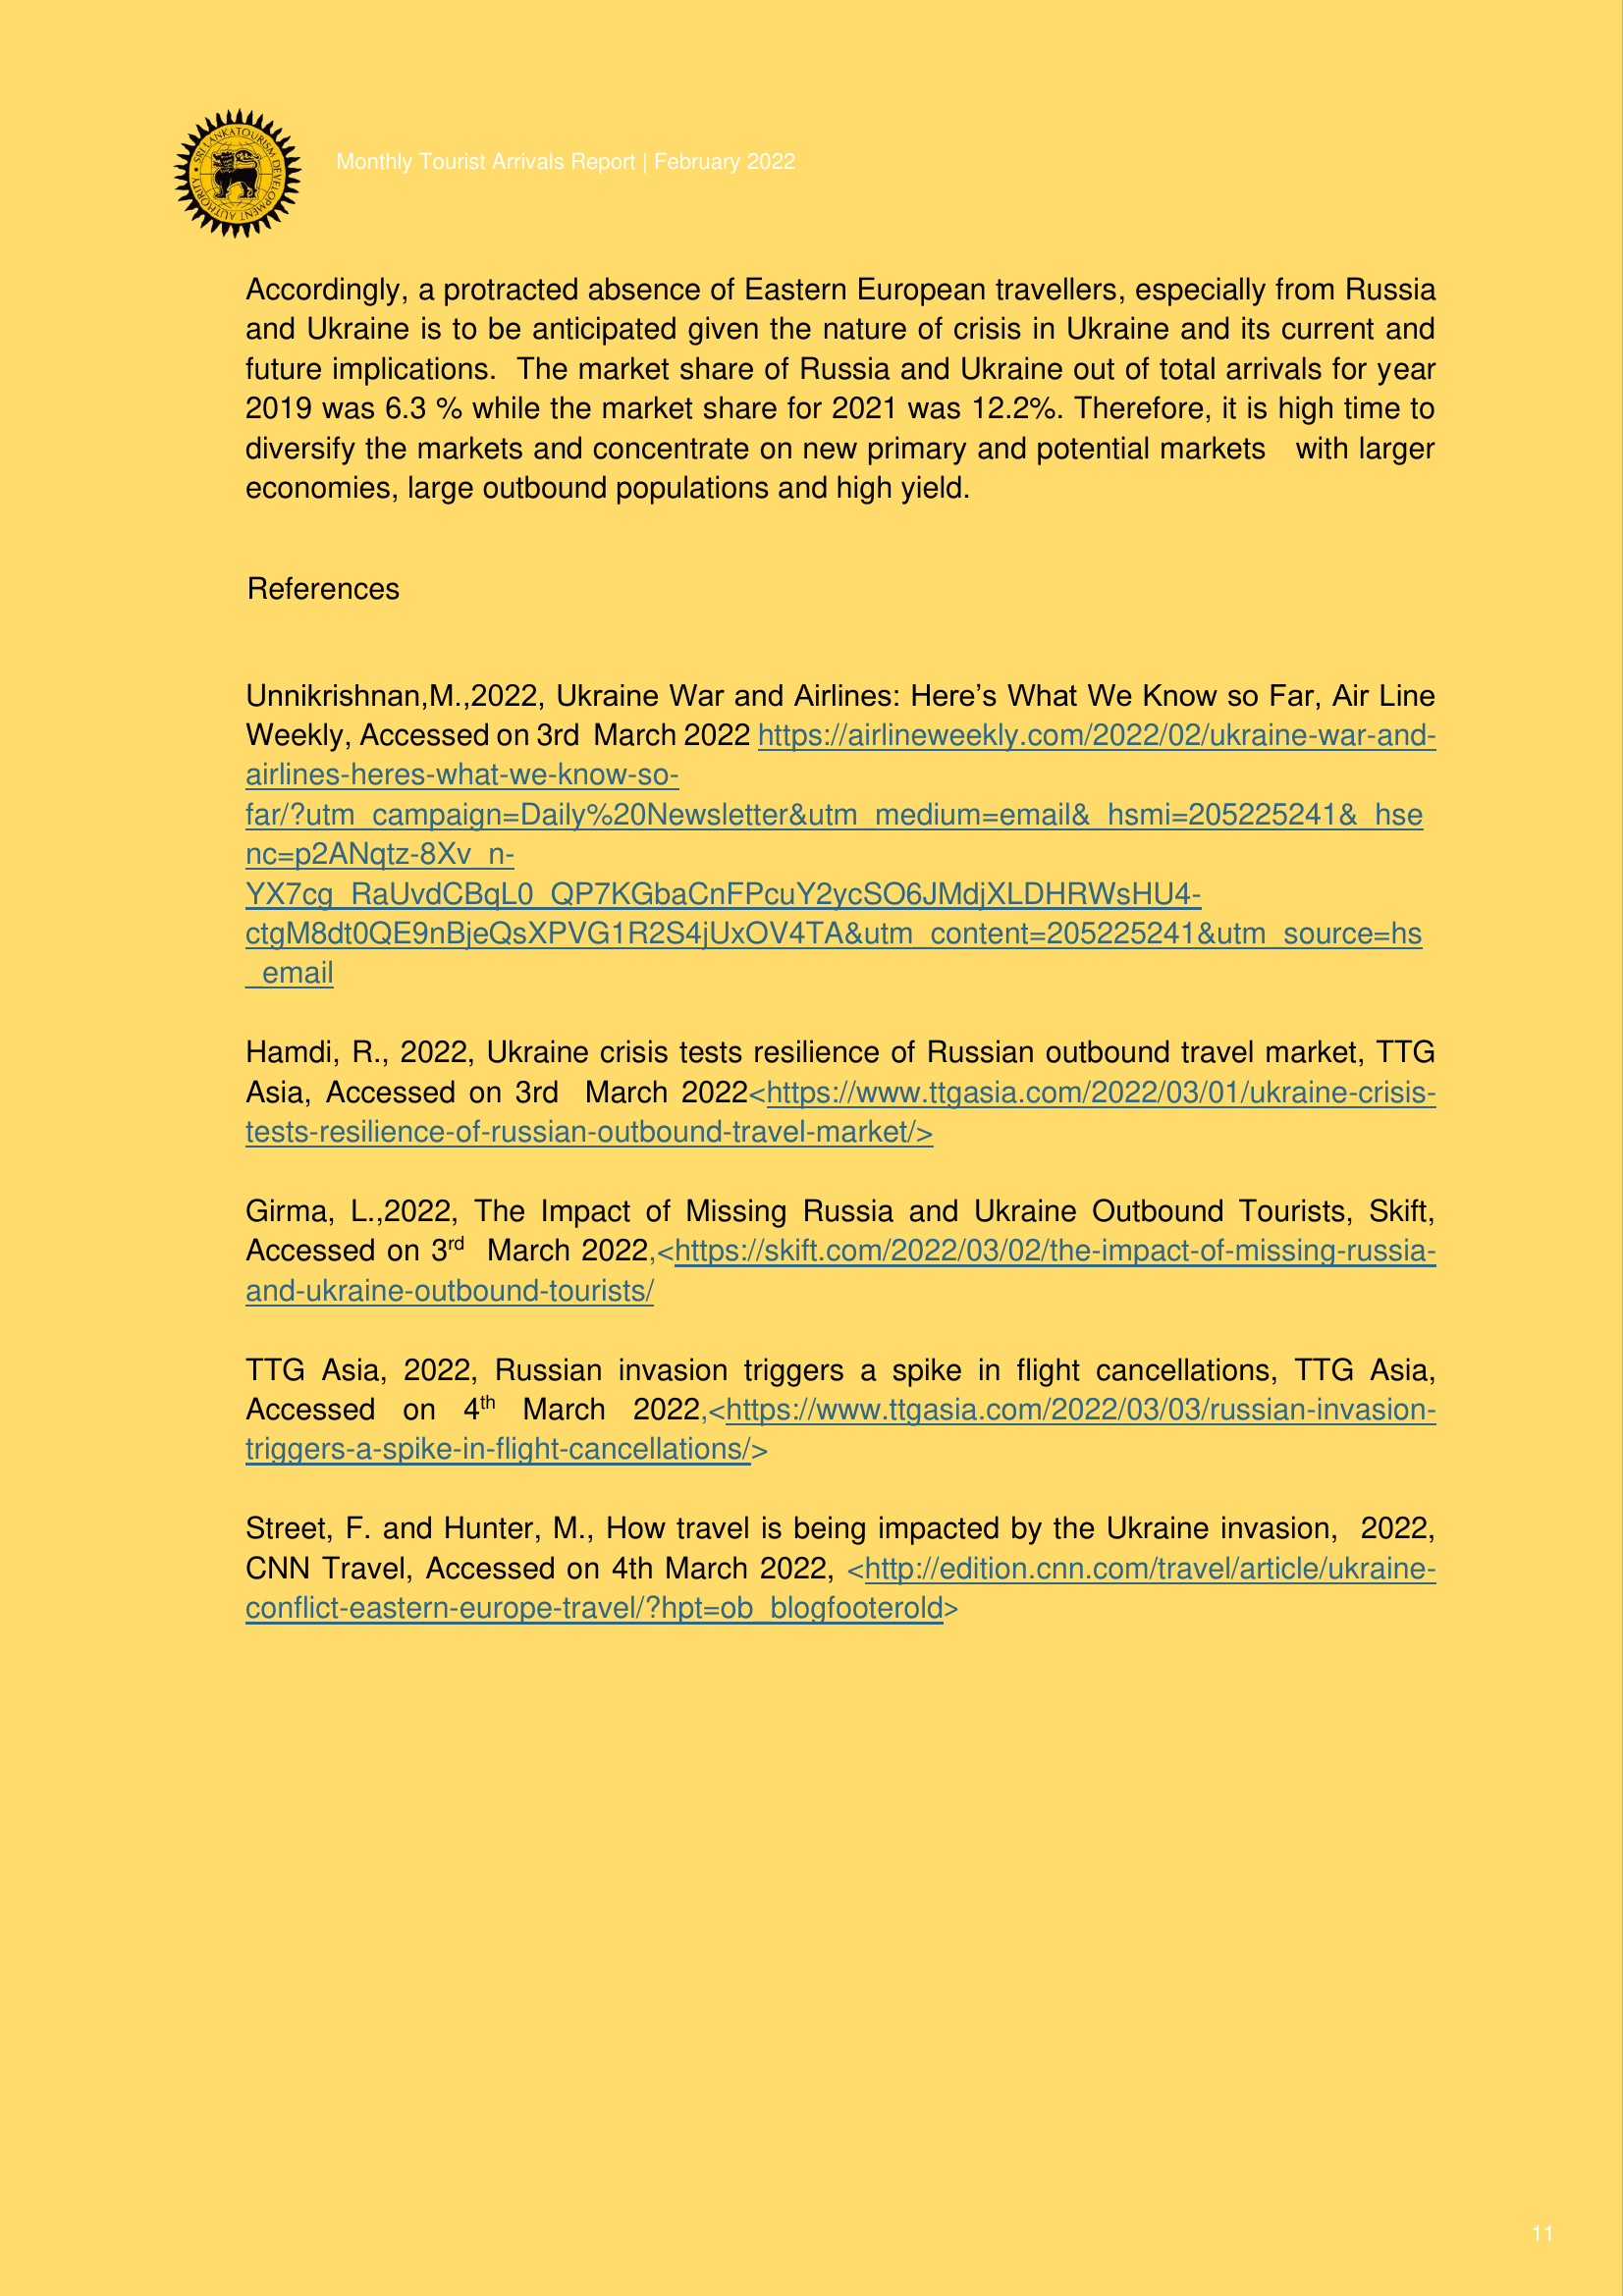 SRI LANKA TOURISM DEVELOPMENT AUTHORITY
Monthly Tourist Arrivals Report | February 2022
Accordingly, a protracted absence of Eastern European travellers, especially from Russia
and Ukraine is to be anticipated given the nature of crisis in Ukraine and its current and
future implications. The market share of Russia and Ukraine out of total arrivals for year
2019 was 6.3 % while the market share for 2021 was 12.2%. Therefore, it is high time to
diversify the markets and concentrate on new primary and potential markets with larger
economies, large outbound populations and high yield.
References
Unnikrishnan,M.,2022, Ukraine War and Airlines: Here’s What We Know so Far, Air Line
Weekly, Accessed on 3rd March 2022 https://airlineweekly.com/2022/02/ukraine-war-and-
airlines-heres-what-we-know-so-
far/?utm_campaign=Daily%20Newsletter&utm_medium=email&_hsmi=205225241&_hse
nc=p2ANqtz-8Xv_n-
YX7cg_RaUvdCBqL0_QP7KGbaCnFPcuY2ycSO6JMdjXLDHRWsHU4-
ctgM8dt0QE9nBjeQsXPVG1R2S4jUxOV4TA&utm_content=205225241&utm_source=hs
_email
Hamdi, R., 2022, Ukraine crisis tests resilience of Russian outbound travel market, TTG
Asia, Accessed on 3rd March 2022<https://www.ttgasia.com/2022/03/01/ukraine-crisis-
tests-resilience-of-russian-outbound-travel-market/>
Girma, L.,2022, The Impact of Missing Russia and Ukraine Outbound Tourists, Skift,
Accessed on 3rd March 2022,<https://skift.com/2022/03/02/the-impact-of-missing-russia-
and-ukraine-outbound-tourists/
TTG Asia, 2022, Russian invasion triggers a spike in flight cancellations, TTG Asia,
Accessed on 4th March 2022,<https://www.ttgasia.com/2022/03/03/russian-invasion-
triggers-a-spike-in-flight-cancellations/>
Street, F. and Hunter, M., How travel is being impacted by the Ukraine invasion, 2022,
CNN Travel, Accessed on 4th March 2022, <http://edition.cnn.com/travel/article/ukraine-
conflict-eastern-europe-travel/?hpt=ob_blogfooterold>
11